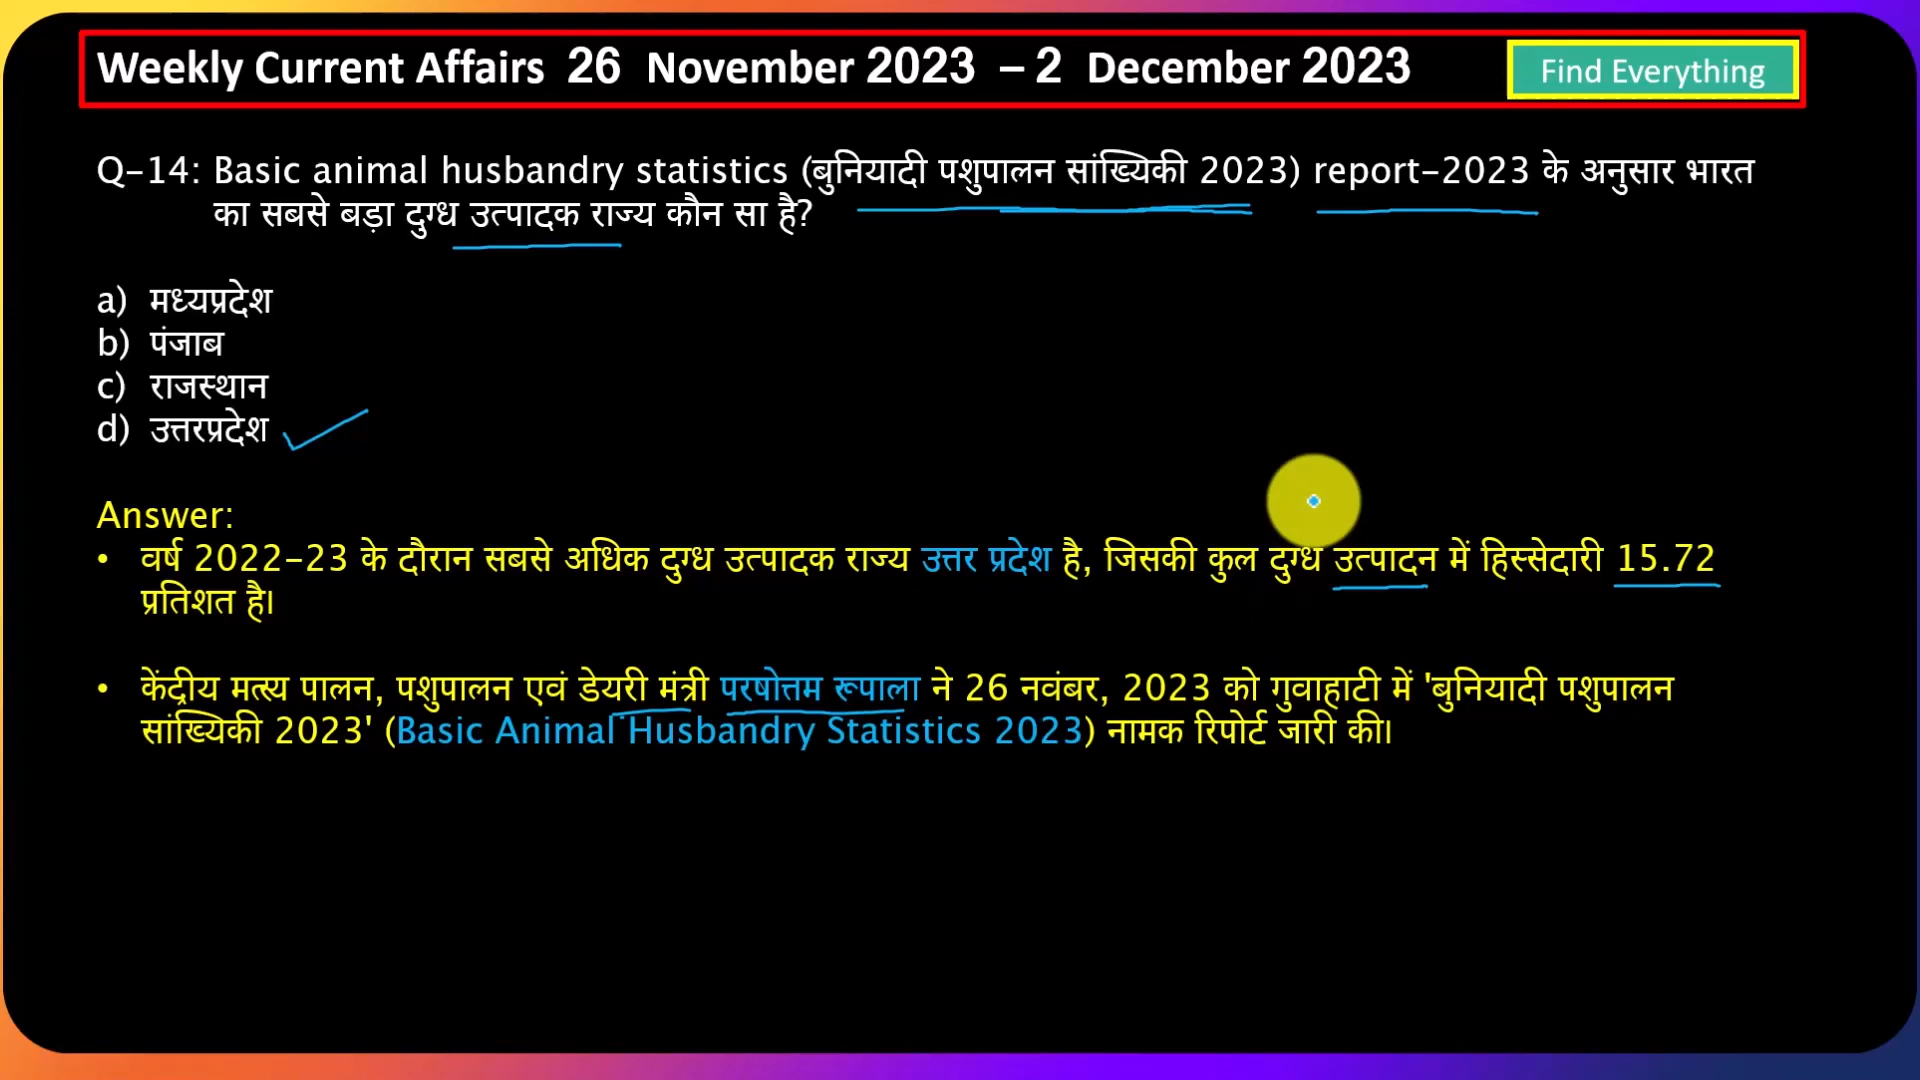 Weekly Current Affairs 26 November 2023 – 2 December 2023
Find Everything
Q-14: Basic animal husbandry statistics (बुनियादी पशुपालन सांख्यिकी 2023) report-2023 के अनुसार भारत
का सबसे बड़ा दुग्ध उत्पादक राज्य कौन सा है?
a) मध्यप्रदेश
b) पंजाब
c) राजस्थान
d) उत्तरप्रदेश
Answer:
• वर्ष 2022-23 के दौरान सबसे अधिक दुग्ध उत्पादक राज्य उत्तर प्रदेश है, जिसकी कुल दुग्ध उत्पादन में हिस्सेदारी 15.72
प्रतिशत है।
• केंद्रीय मत्स्य पालन, पशुपालन एवं डेयरी मंत्री परषोत्तम रूपाला ने 26 नवंबर, 2023 को गुवाहाटी में 'बुनियादी पशुपालन
सांख्यिकी 2023' (Basic Animal Husbandry Statistics 2023) नामक रिपोर्ट जारी की।